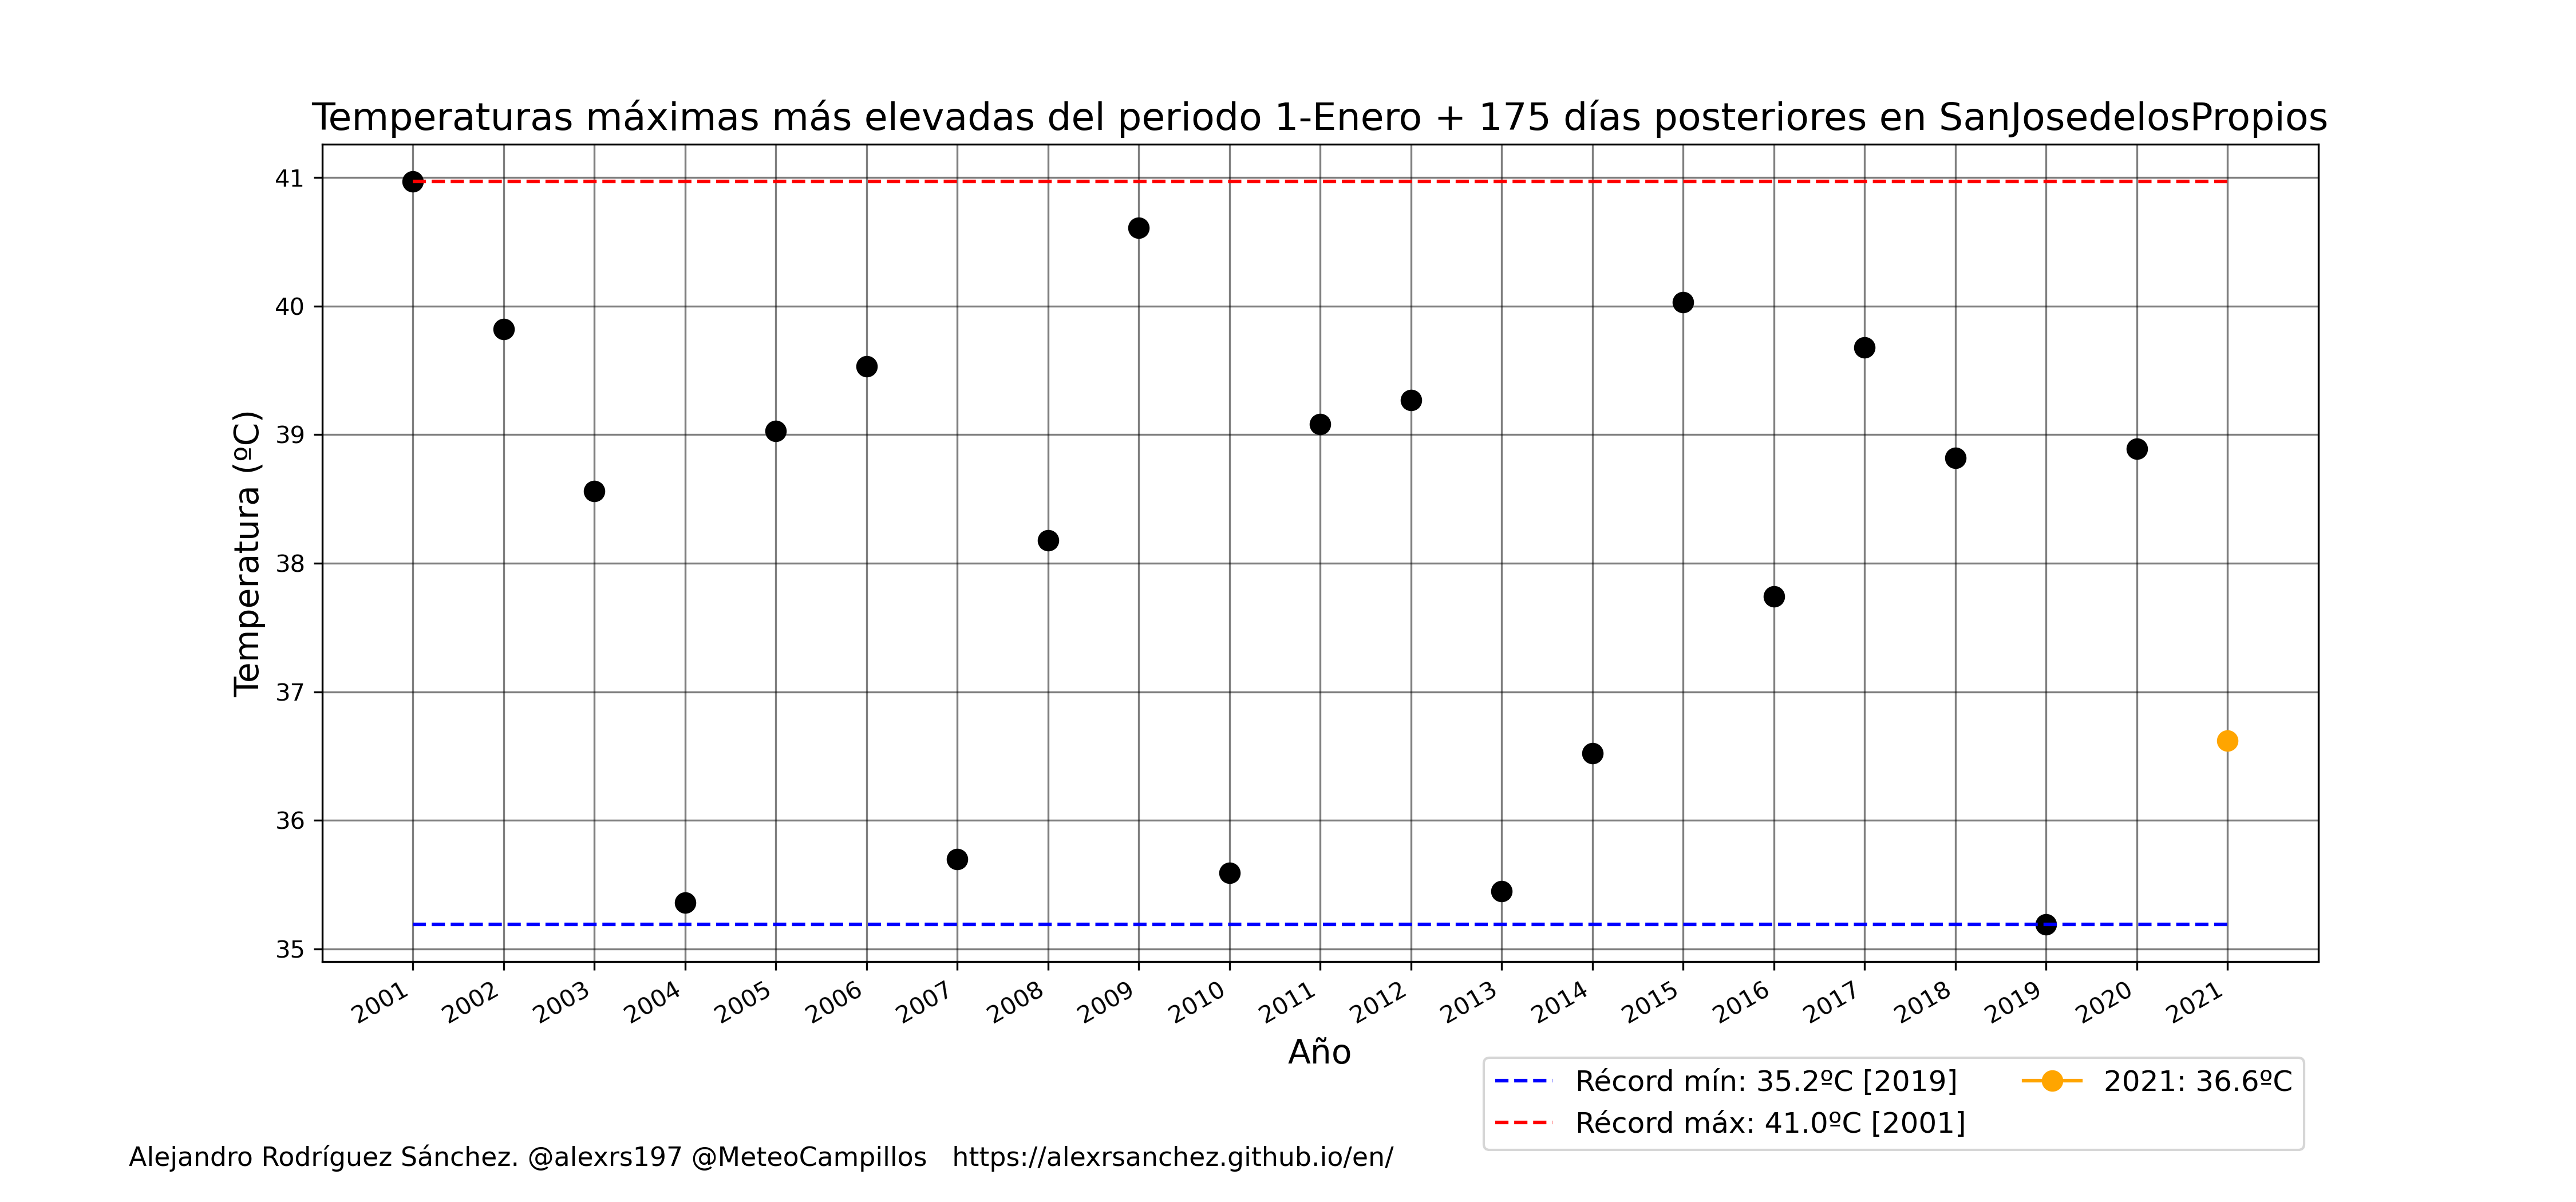 Temperaturas máximas más elevadas del periodo 1-Enero + 175 días posteriores en SanJosedelosPropios
Temperatura (ºC)
41
40
39
38
37
36
35
2001 2002 2003 2004 2005 2006 2007 2008 2009 2010 2011 2012 2013 2014 2015 2016 2017 2018 2019 2020 2021
Año
Récord mín: 35.2ºC [2019]
Récord máx: 41.0ºC [2001]
2021: 36.6ºC
Alejandro Rodríguez Sánchez. @alexrs197 @MeteoCampillos https://alexrsanchez.github.io/en/